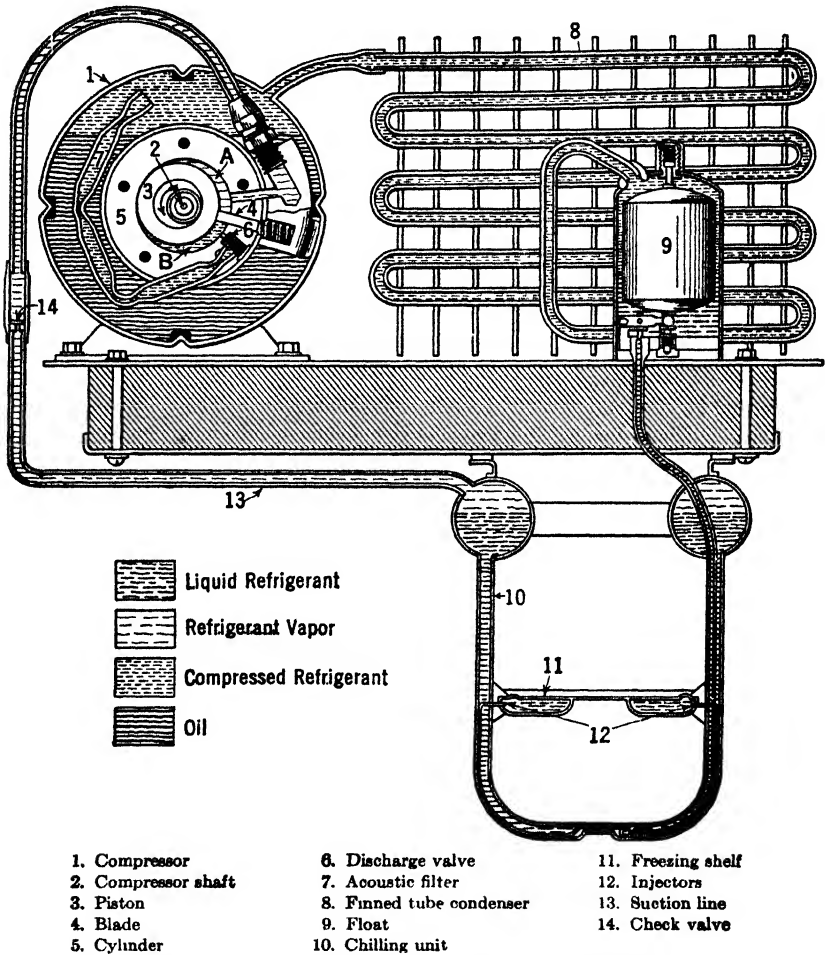 8
1
2
A
3
4
5
6
B
9
14
13
10
11
12
Liquid Refrigerant
Refrigerant Vapor
Compressed Refrigerant
Oil
1. Compressor
2. Compressor shaft
3. Piston
4. Blade
5. Cylinder
6. Discharge valve
7. Acoustic filter
8. Finned tube condenser
9. Float
10. Chilling unit
11. Freezing shelf
12. Injectors
13. Suction line
14. Check valve